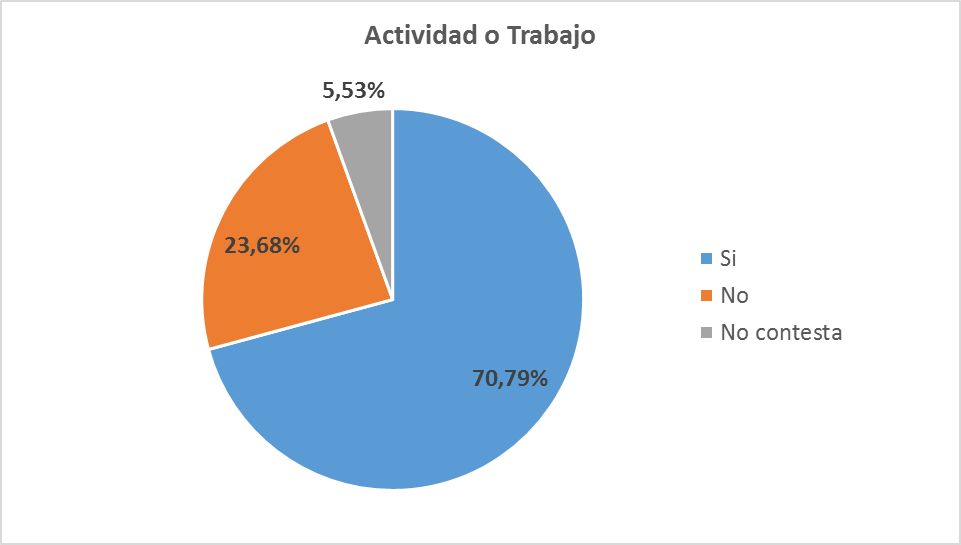 Actividad o Trabajo
5,53%
23,68%
70,79%
Si
No
No contesta